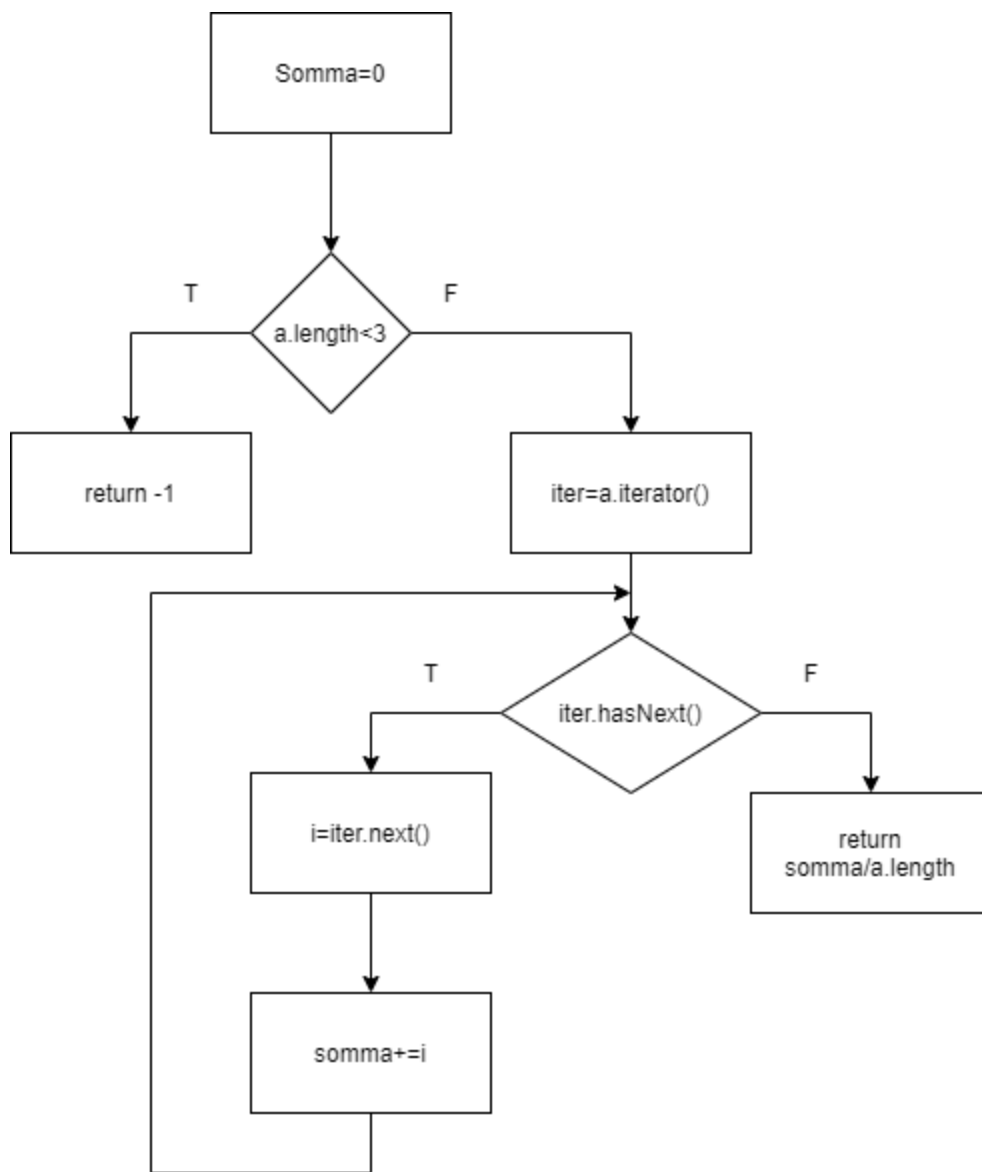 Somma=0
T
F
a.length<3
return -1
iter=a.iterator()
T
F
iter.hasNext()
i=iter.next()
return
somma/a.length
somma+=i